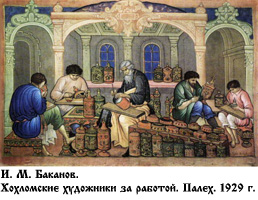 И. М. Баканов.
Хохломские художники за работой. Палех. 1929 г.